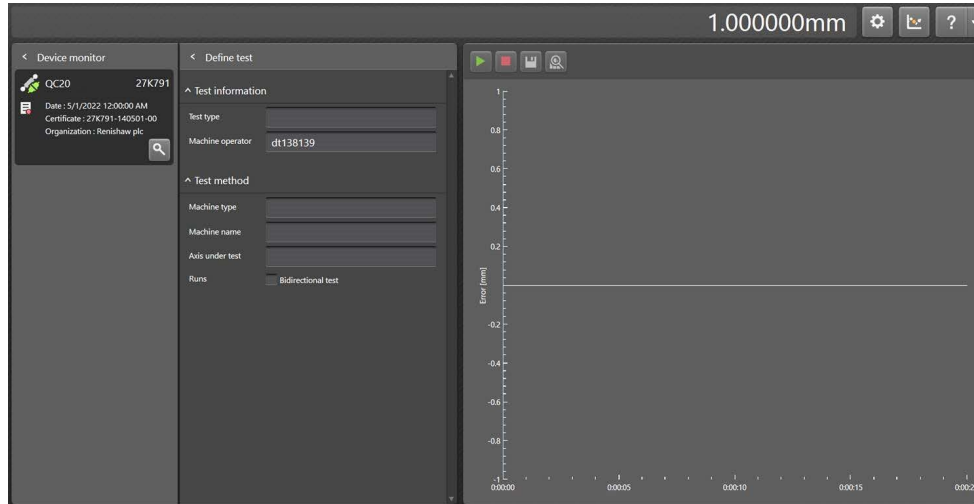 1.000000mm
?
Device monitor
Define test
QC20 27K791
Date : 5/1/2022 12:00:00 AM
Certificate : 27K791-140501-00
Organization : Renishaw plc
Test information
Test type
Machine operator dt138139
Test method
Machine type
Machine name
Axis under test
Runs Bidirectional test
Error [mm]
1
0.8
0.6
0.4
0.2
-0.2
-0.4
-0.6
-0.8
-1
0:00:00 0:00:05 0:00:10 0:00:15